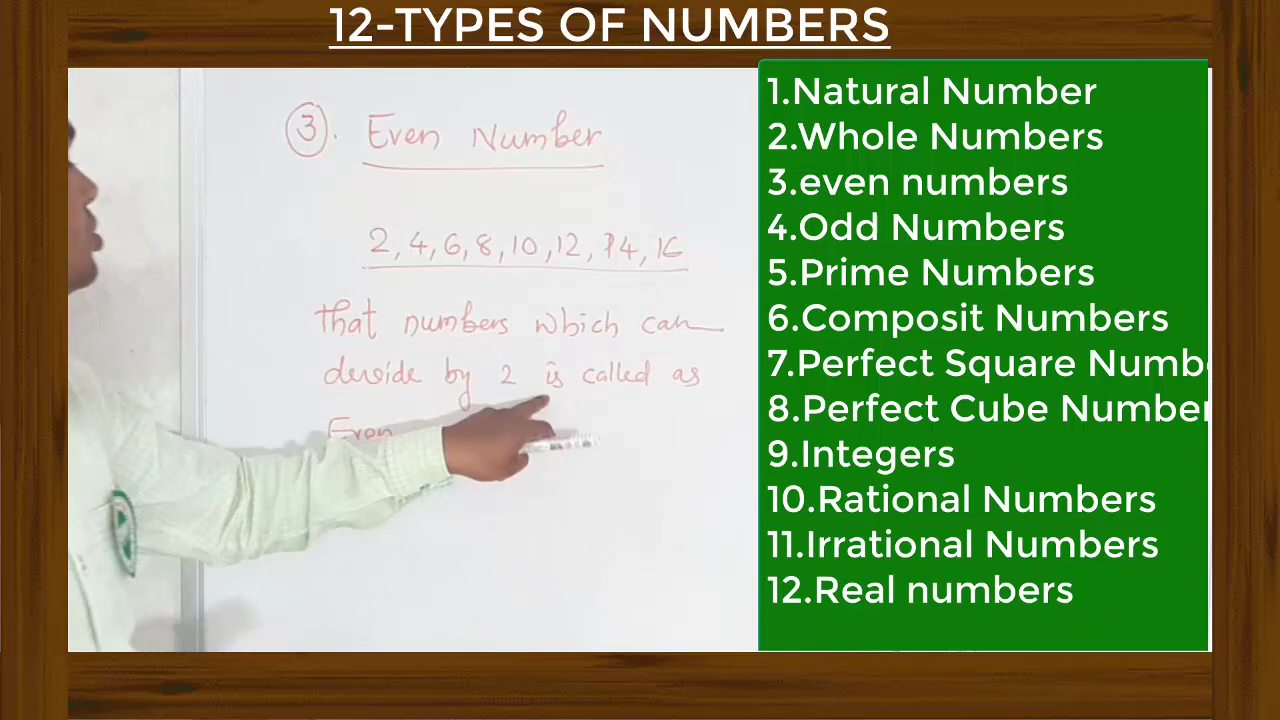 12-TYPES OF NUMBERS
3. Even Number
2, 4, 6, 8, 10, 12, 14, 16
that numbers which can
devide by 2 is called as
Even
1.Natural Number
2.Whole Numbers
3.even numbers
4.Odd Numbers
5.Prime Numbers
6.Composit Numbers
7.Perfect Square Numbe
8.Perfect Cube Number
9.Integers
10.Rational Numbers
11.Irrational Numbers
12.Real numbers